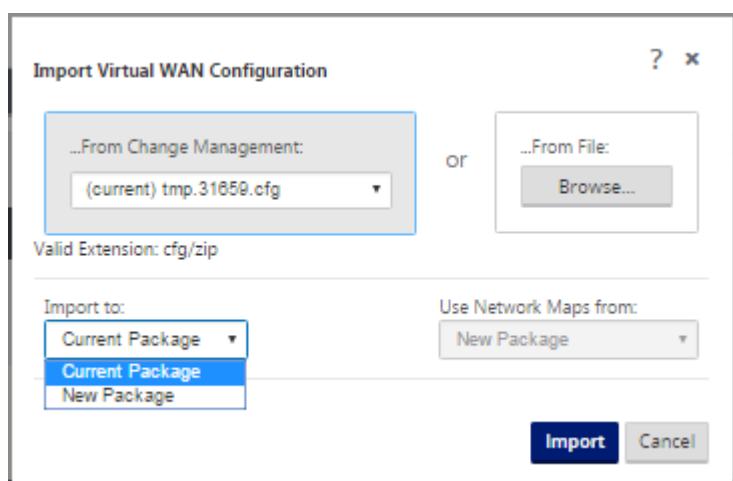 Import Virtual WAN Configuration
? ×
...From Change Management:
(current) tmp.31659.cfg
or
...From File:
Browse...
Valid Extension: cfg/zip
Import to:
Current Package
Current Package
New Package
Use Network Maps from:
New Package
Import
Cancel